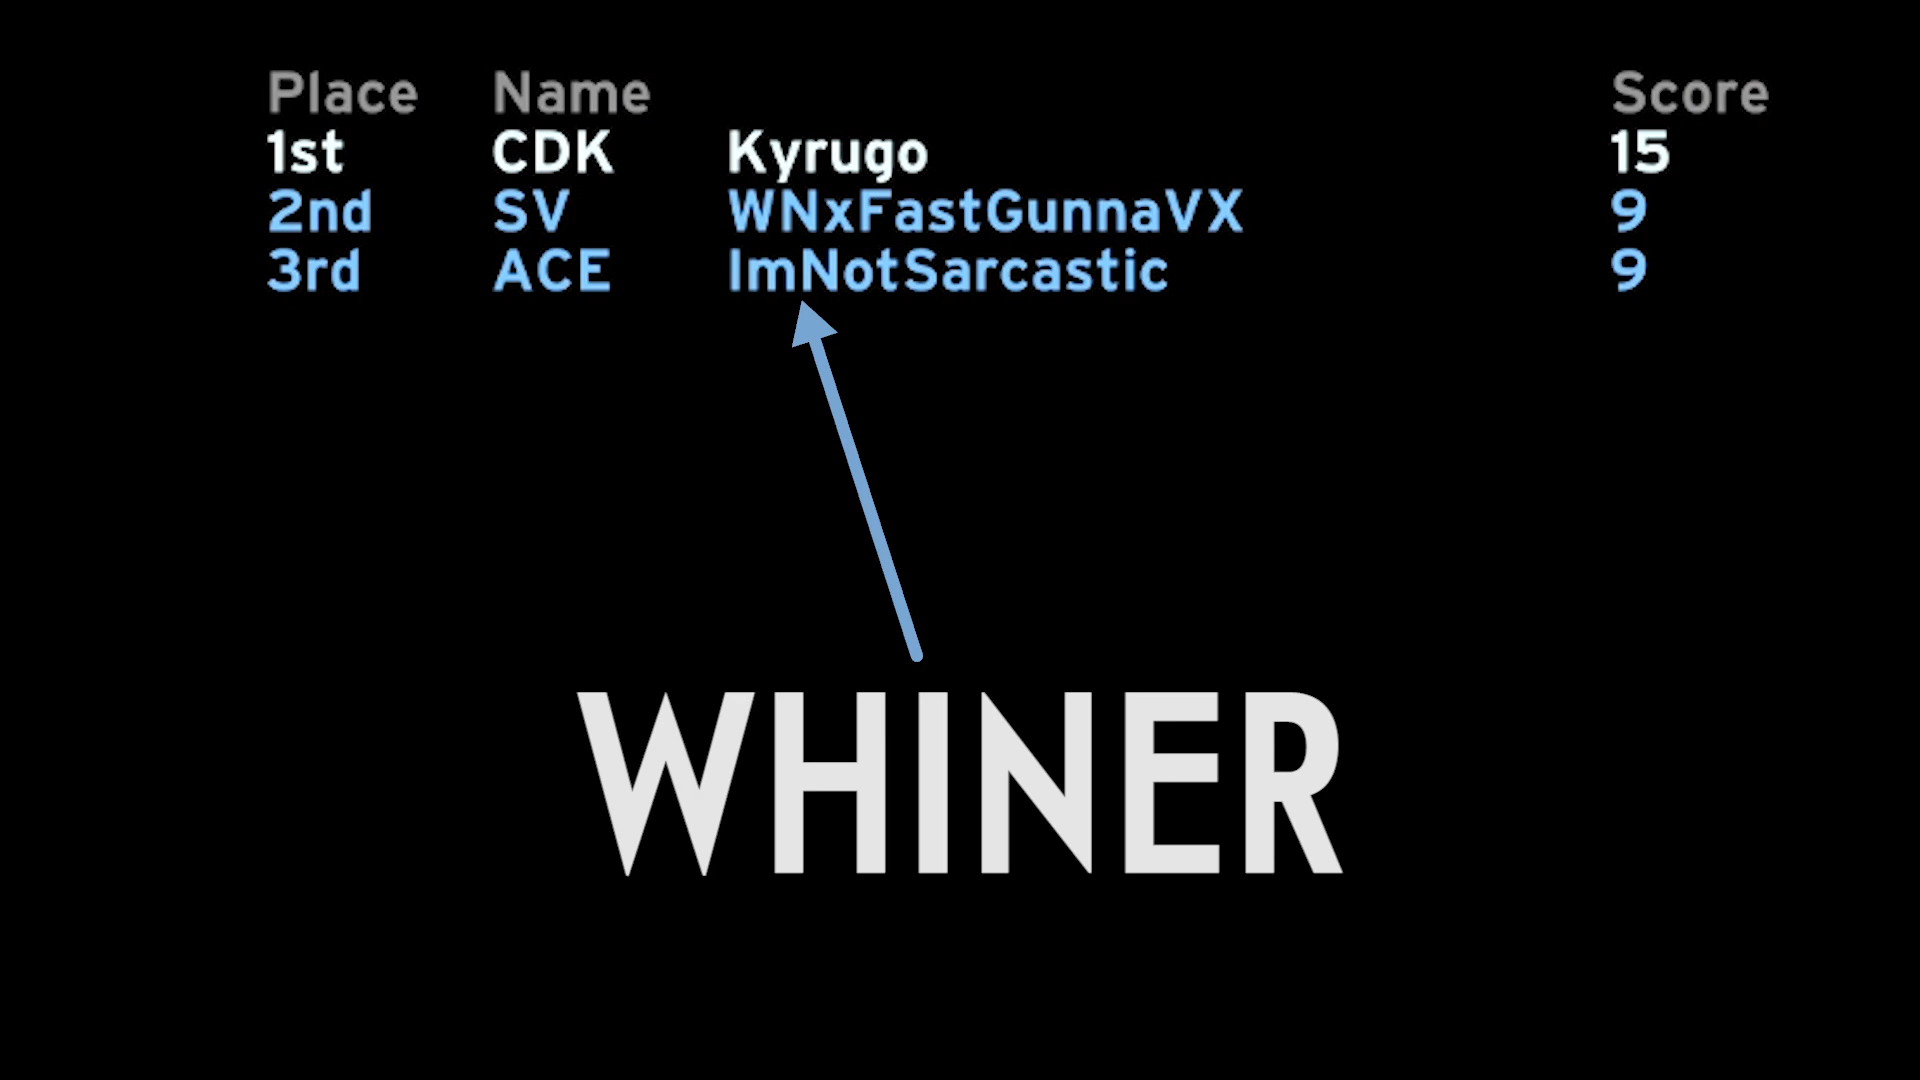 Place Name Score
1st CDK Kyrugo 15
2nd SV WNxFastGunnaVX 9
3rd ACE ImNotSarcastic 9
WHINER